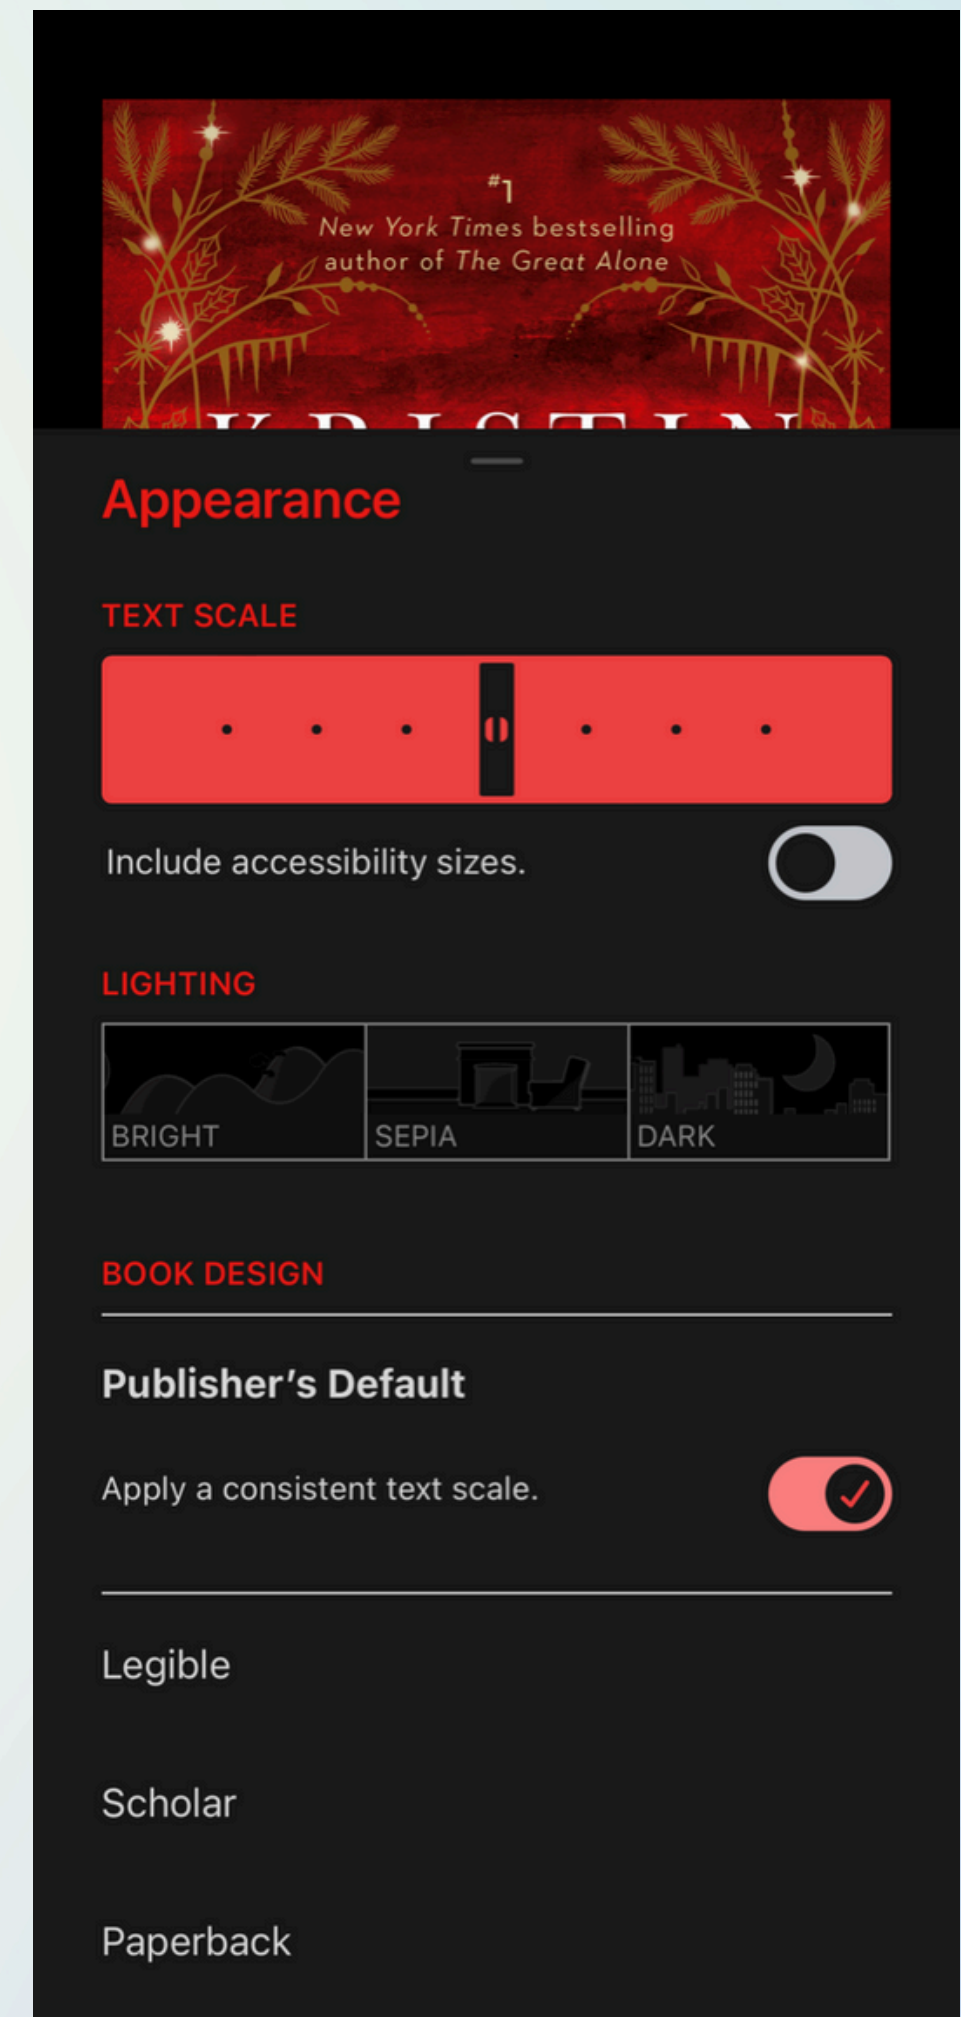 #1
New York Times bestselling
author of The Great Alone
KRISTIN
Appearance
TEXT SCALE
Include accessibility sizes.
LIGHTING
BRIGHT SEPIA DARK
BOOK DESIGN
Publisher’s Default
Apply a consistent text scale.
Legible
Scholar
Paperback